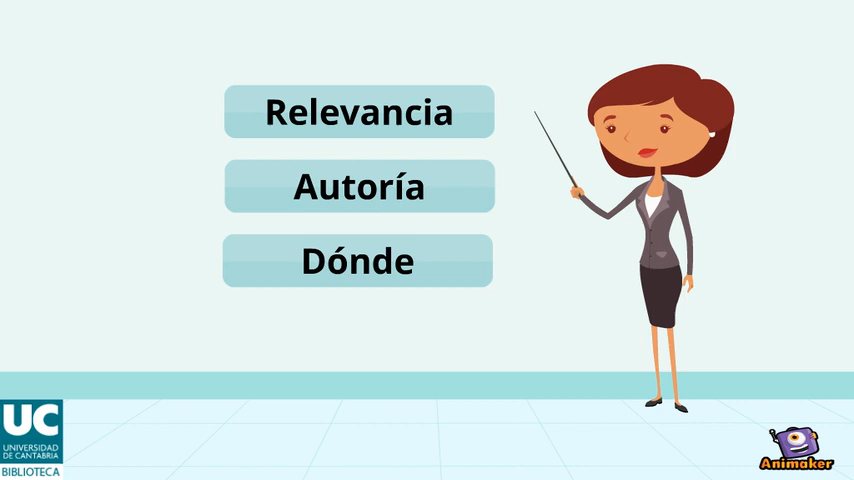 Relevancia
Autoría
Dónde
UC
UNIVERSIDAD
DE CANTABRIA
BIBLIOTECA
Animaker